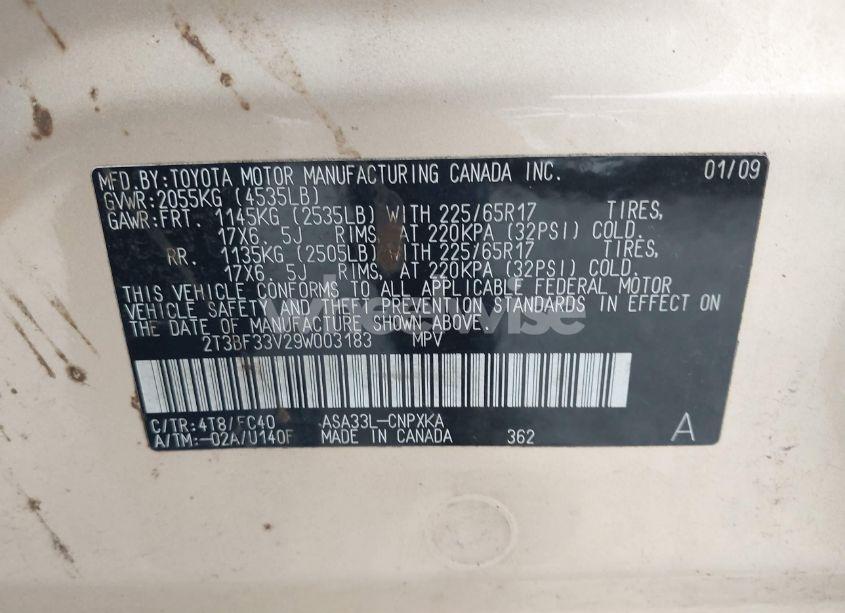 MFD.BY:TOYOTA MOTOR MANUFACTURING CANADA INC. 01/09
GVWR:2055KG (4535LB)
GAWR:FRT. 1145KG (2535LB) WITH 225/65R17 TIRES,
17X6.5J RIMS, AT 220KPA (32PSI) COLD.
RR. 1135KG (2505LB) WITH 225/65R17 TIRES,
17X6.5J RIMS, AT 220KPA (32PSI) COLD.
THIS VEHICLE CONFORMS TO ALL APPLICABLE FEDERAL MOTOR
VEHICLE SAFETY AND THEFT PREVENTION STANDARDS IN EFFECT ON
THE DATE OF MANUFACTURE SHOWN ABOVE.
2T3BF33V29W003183 MPV
C/TR:4T8/FC40 ASA33L-CNPXKA
A/TM:-02A/U140F MADE IN CANADA 362 A